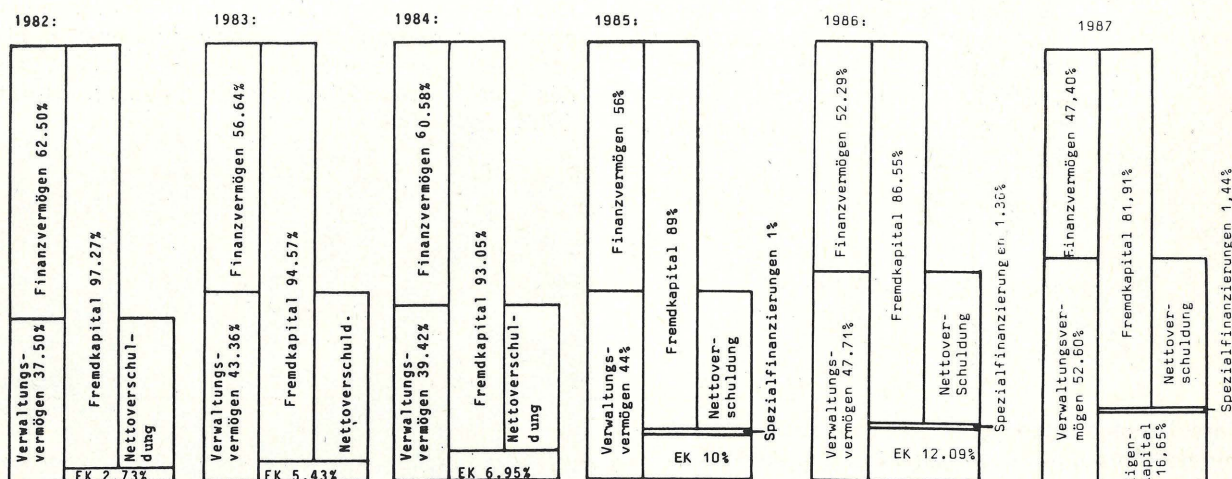 1982:
Finanzvermögen 62.50%
Verwaltungs-
vermögen 37.50%
Fremdkapital 97.27%
Nettoverschul-
dung
EK 2.73%
1983:
Finanzvermögen 56.64%
Verwaltungs-
vermögen 43.36%
Fremdkapital 94.57%
Nettoverschuld.
EK 5.43%
1984:
Finanzvermögen 60.58%
Verwaltungs-
vermögen 39.42%
Fremdkapital 93.05%
Nettoverschul-
dung
EK 6.95%
1985:
Finanzvermögen 56%
Verwaltungs-
vermögen 44%
Fremdkapital 89%
Nettover-
schuldung
Spezialfinanzierungen 1%
EK 10%
1986:
Finanzvermögen 52.29%
Verwaltungs-
vermögen 47.71%
Fremdkapital 86.55%
Nettover-
Schuldung
Spezialfinanzierungen 1.36%
EK 12.09%
1987
Finanzvermögen 47,40%
Verwaltungsver-
mögen 52.60%
Fremdkapital 81,91%
Nettover-
schuldung
Spezialfinanzierungen 1,44%
igen-
apital
16,65%